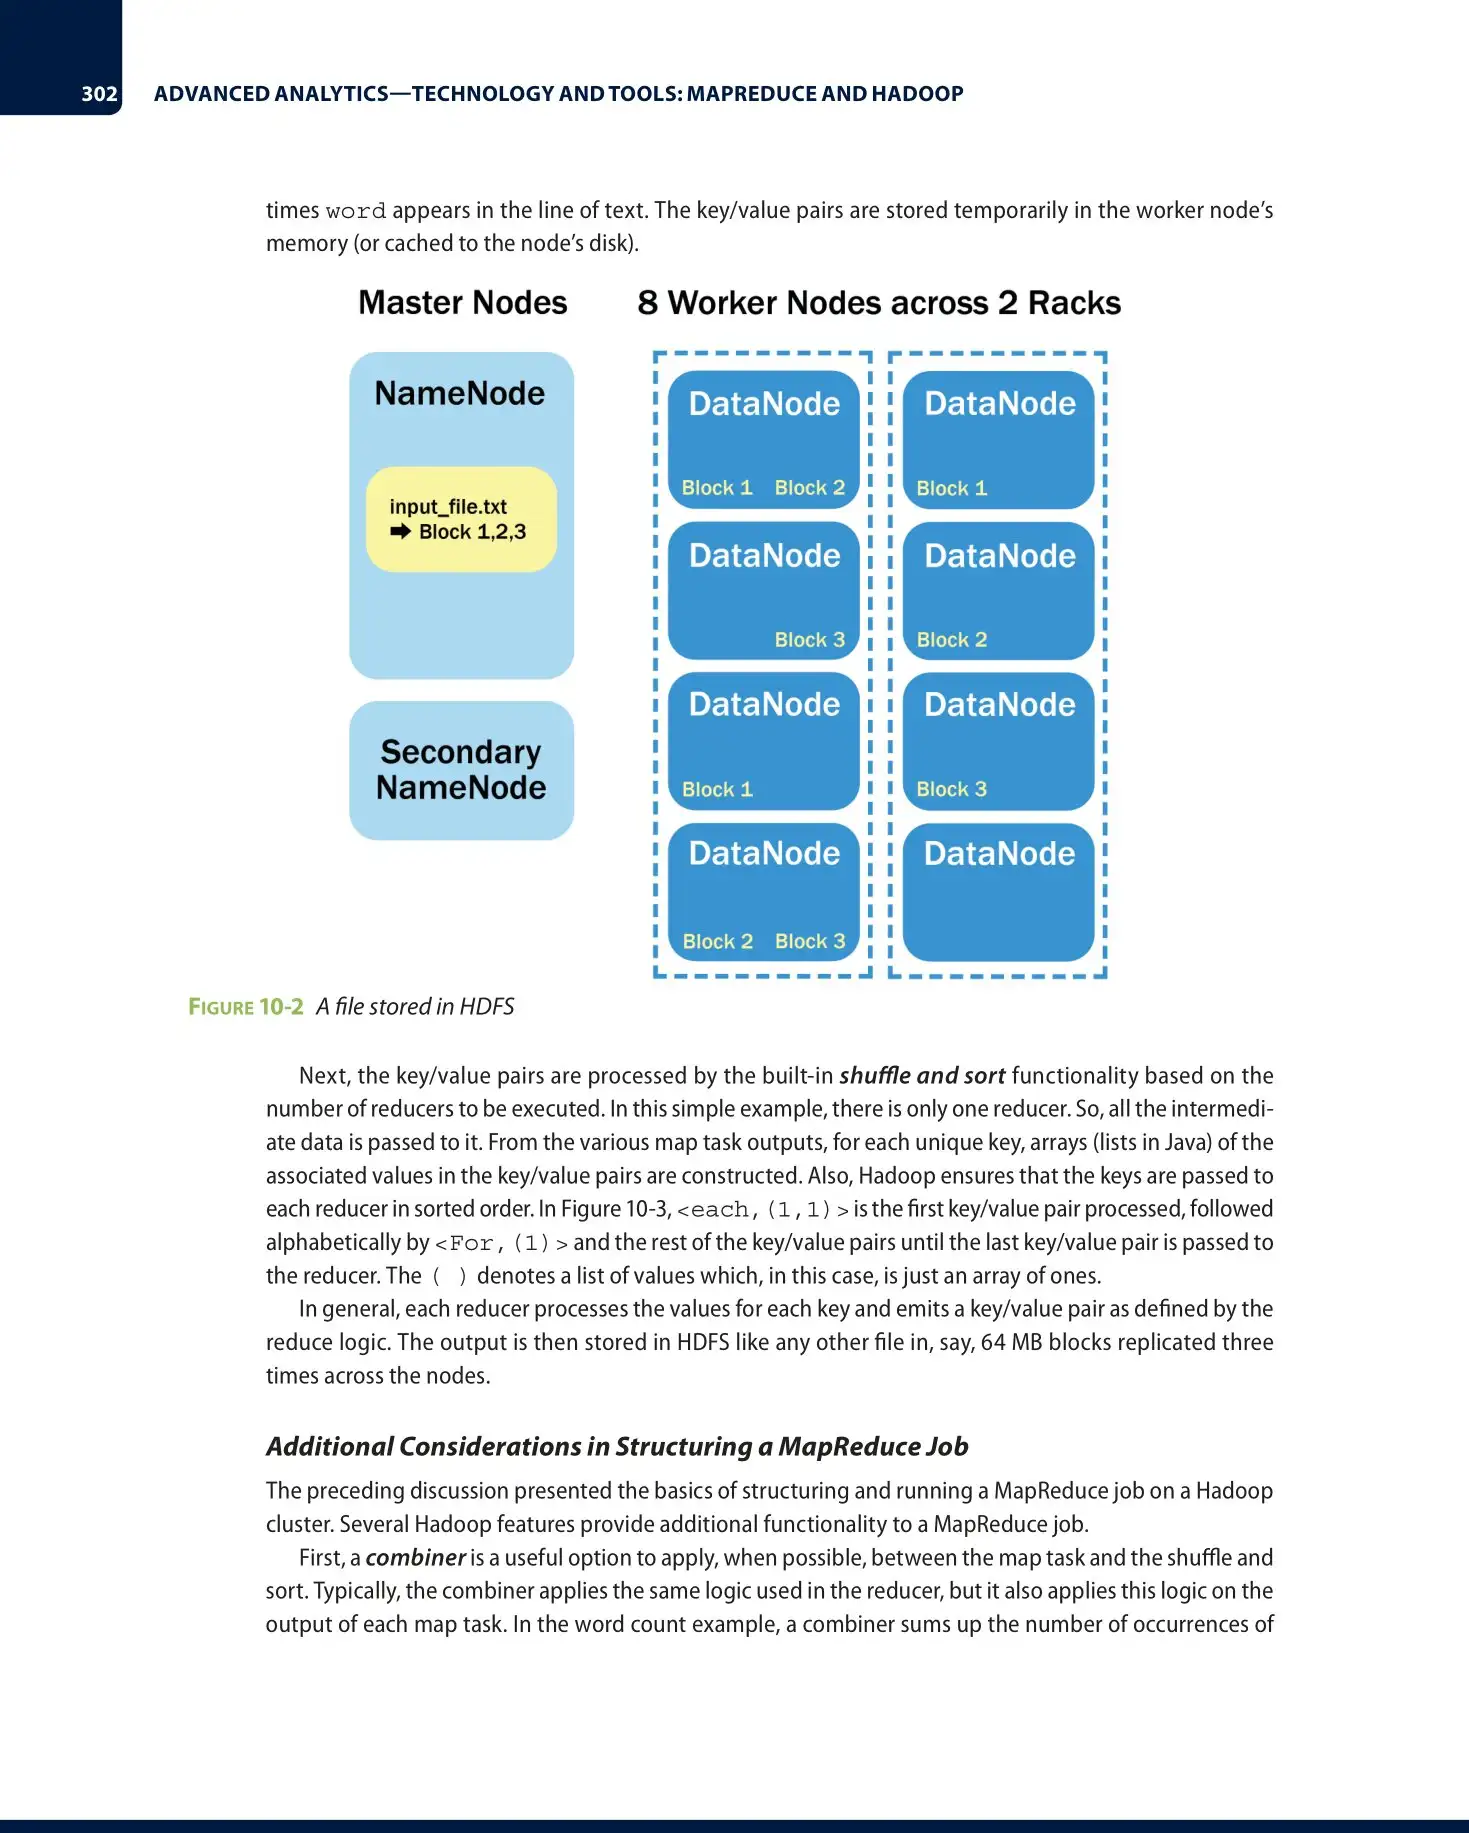 302 ADVANCED ANALYTICS—TECHNOLOGY AND TOOLS: MAPREDUCE AND HADOOP
times word appears in the line of text. The key/value pairs are stored temporarily in the worker node’s
memory (or cached to the node’s disk).
Master Nodes
8 Worker Nodes across 2 Racks
NameNode
input_file.txt
➡ Block 1,2,3
Secondary
NameNode
DataNode
Block 1 Block 2
DataNode
Block 3
DataNode
Block 1
DataNode
Block 2 Block 3
DataNode
Block 1
DataNode
Block 2
DataNode
Block 3
DataNode
FIGURE 10-2 A file stored in HDFS
Next, the key/value pairs are processed by the built-in shuffle and sort functionality based on the
number of reducers to be executed. In this simple example, there is only one reducer. So, all the intermedi-
ate data is passed to it. From the various map task outputs, for each unique key, arrays (lists in Java) of the
associated values in the key/value pairs are constructed. Also, Hadoop ensures that the keys are passed to
each reducer in sorted order. In Figure 10-3, <each,(1,1)> is the first key/value pair processed, followed
alphabetically by <For,(1)> and the rest of the key/value pairs until the last key/value pair is passed to
the reducer. The ( ) denotes a list of values which, in this case, is just an array of ones.
In general, each reducer processes the values for each key and emits a key/value pair as defined by the
reduce logic. The output is then stored in HDFS like any other file in, say, 64 MB blocks replicated three
times across the nodes.
Additional Considerations in Structuring a MapReduce Job
The preceding discussion presented the basics of structuring and running a MapReduce job on a Hadoop
cluster. Several Hadoop features provide additional functionality to a MapReduce job.
First, a combiner is a useful option to apply, when possible, between the map task and the shuffle and
sort. Typically, the combiner applies the same logic used in the reducer, but it also applies this logic on the
output of each map task. In the word count example, a combiner sums up the number of occurrences of